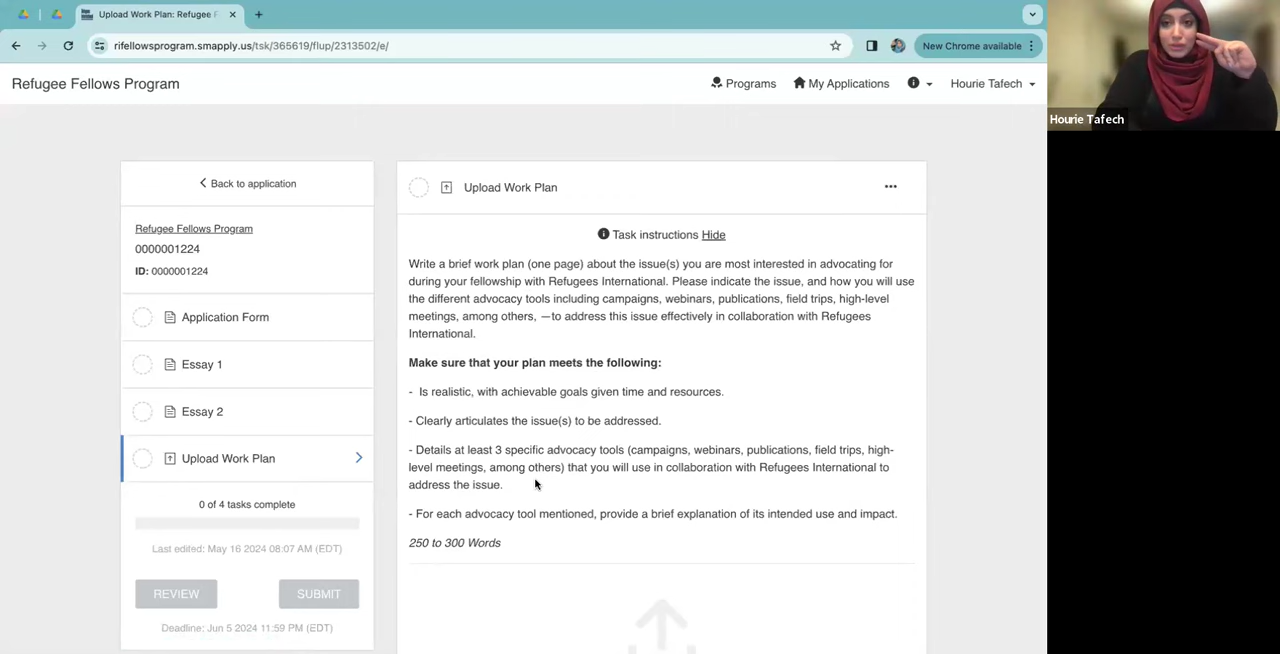 Upload Work Plan: Refugee F
rifellowsprogram.smapply.us/tsk/365619/flup/2313502/e/
New Chrome available
Refugee Fellows Program
Programs
My Applications
Hourie Tafech
Hourie Tafech
Back to application
Refugee Fellows Program
0000001224
ID: 0000001224
Application Form
Essay 1
Essay 2
Upload Work Plan
0 of 4 tasks complete
Last edited: May 16 2024 08:07 AM (EDT)
REVIEW
SUBMIT
Deadline: Jun 5 2024 11:59 PM (EDT)
Upload Work Plan
Task instructions Hide
Write a brief work plan (one page) about the issue(s) you are most interested in advocating for
during your fellowship with Refugees International. Please indicate the issue, and how you will use
the different advocacy tools including campaigns, webinars, publications, field trips, high-level
meetings, among others, —to address this issue effectively in collaboration with Refugees
International.
Make sure that your plan meets the following:
- Is realistic, with achievable goals given time and resources.
- Clearly articulates the issue(s) to be addressed.
- Details at least 3 specific advocacy tools (campaigns, webinars, publications, field trips, high-
level meetings, among others) that you will use in collaboration with Refugees International to
address the issue.
- For each advocacy tool mentioned, provide a brief explanation of its intended use and impact.
250 to 300 Words